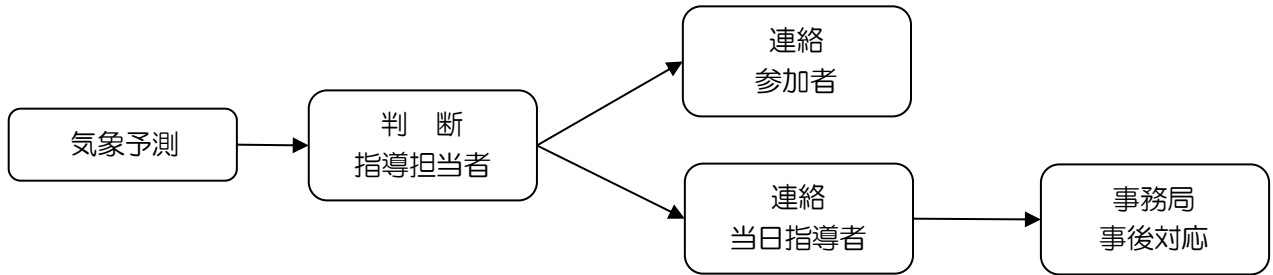 気象予測
判　断
指導担当者
連絡
参加者
連絡
当日指導者
事務局
事後対応